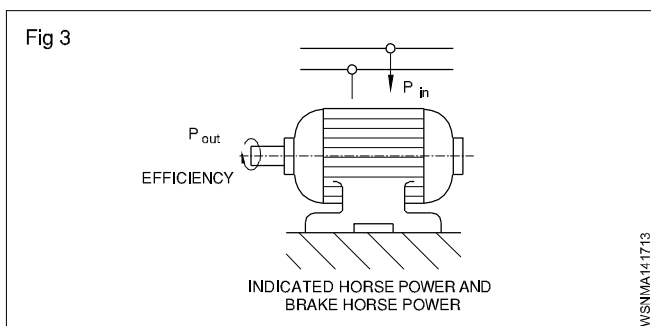 Fig 3
P in
P out
EFFICIENCY
INDICATED HORSE POWER AND
BRAKE HORSE POWER
WSNMA141713